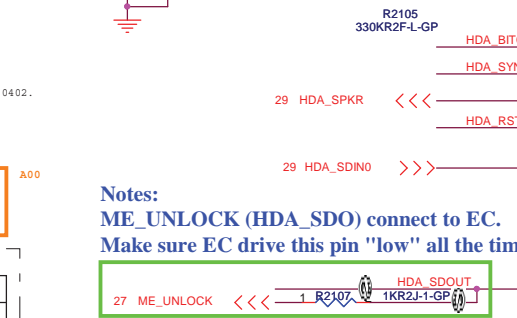 R2105
330KR2F-L-GP
HDA_BIT
HDA_SYN
0402.
29 HDA_SPKR
HDA_RST
29 HDA_SDIN0
A00
Notes:
ME_UNLOCK (HDA_SDO) connect to EC.
Make sure EC drive this pin "low" all the tim
HDA_SDOUT
27 ME_UNLOCK
1 R2107 1KR2J-1-GP